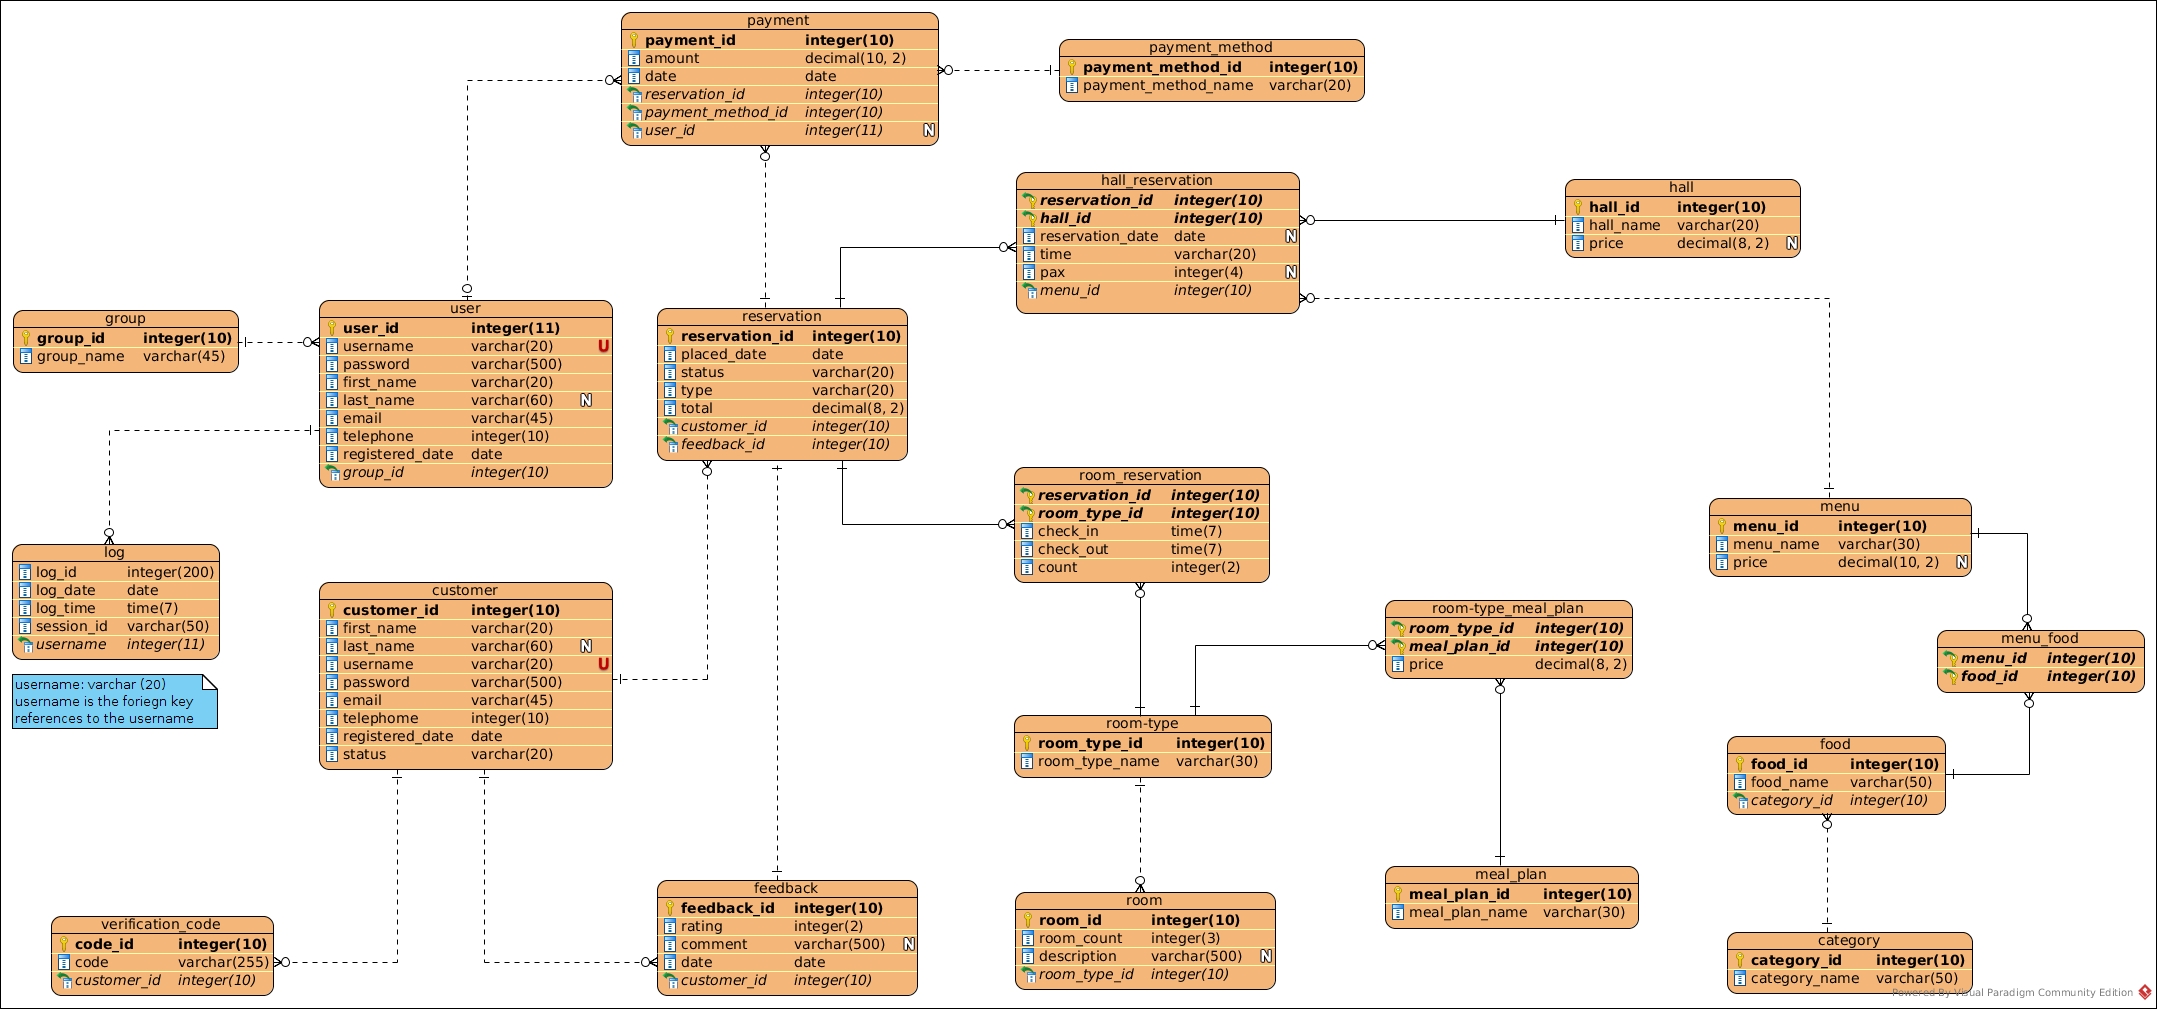 payment
payment_id integer(10)
amount decimal(10, 2)
date date
reservation_id integer(10)
payment_method_id integer(10)
user_id integer(11) N
payment_method
payment_method_id integer(10)
payment_method_name varchar(20)
hall_reservation
reservation_id integer(10)
hall_id integer(10)
reservation_date date N
time varchar(20)
pax integer(4) N
menu_id integer(10)
hall
hall_id integer(10)
hall_name varchar(20)
price decimal(8, 2) N
group
group_id integer(10)
group_name varchar(45)
user
user_id integer(11)
username varchar(20) U
password varchar(500)
first_name varchar(20)
last_name varchar(60) N
email varchar(45)
telephone integer(10)
registered_date date
group_id integer(10)
reservation
reservation_id integer(10)
placed_date date
status varchar(20)
type varchar(20)
total decimal(8, 2)
customer_id integer(10)
feedback_id integer(10)
room_reservation
reservation_id integer(10)
room_type_id integer(10)
check_in time(7)
check_out time(7)
count integer(2)
menu
menu_id integer(10)
menu_name varchar(30)
price decimal(10, 2) N
log
log_id integer(200)
log_date date
log_time time(7)
session_id varchar(50)
username integer(11)
username: varchar (20)
username is the foriegn key
references to the username
customer
customer_id integer(10)
first_name varchar(20)
last_name varchar(60) N
username varchar(20) U
password varchar(500)
email varchar(45)
telephome integer(10)
registered_date date
status varchar(20)
room-type_meal_plan
room_type_id integer(10)
meal_plan_id integer(10)
price decimal(8, 2)
menu_food
menu_id integer(10)
food_id integer(10)
room-type
room_type_id integer(10)
room_type_name varchar(30)
food
food_id integer(10)
food_name varchar(50)
category_id integer(10)
verification_code
code_id integer(10)
code varchar(255)
customer_id integer(10)
feedback
feedback_id integer(10)
rating integer(2)
comment varchar(500) N
date date
customer_id integer(10)
room
room_id integer(10)
room_count integer(3)
description varchar(500) N
room_type_id integer(10)
meal_plan
meal_plan_id integer(10)
meal_plan_name varchar(30)
category
category_id integer(10)
category_name varchar(50)
Powered By Visual Paradigm Community Edition